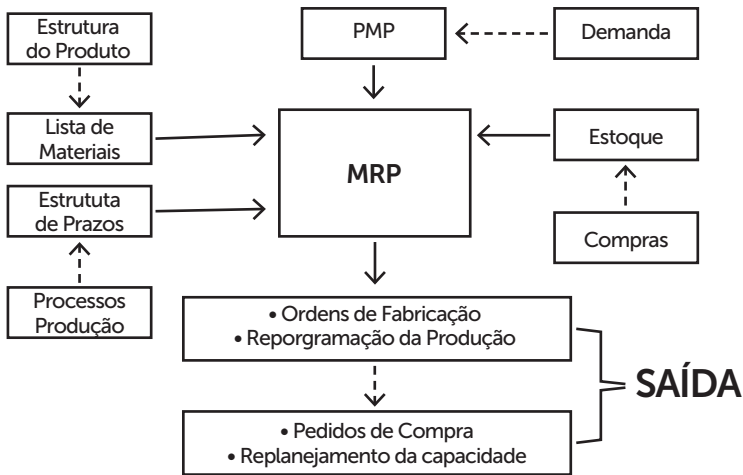 Estrutura
do Produto
PMP
Demanda
Lista de
Materiais
MRP
Estoque
Estrututa
de Prazos
Compras
Processos
Produção
• Ordens de Fabricação
• Reporgramação da Produção
SAÍDA
• Pedidos de Compra
• Replanejamento da capacidade